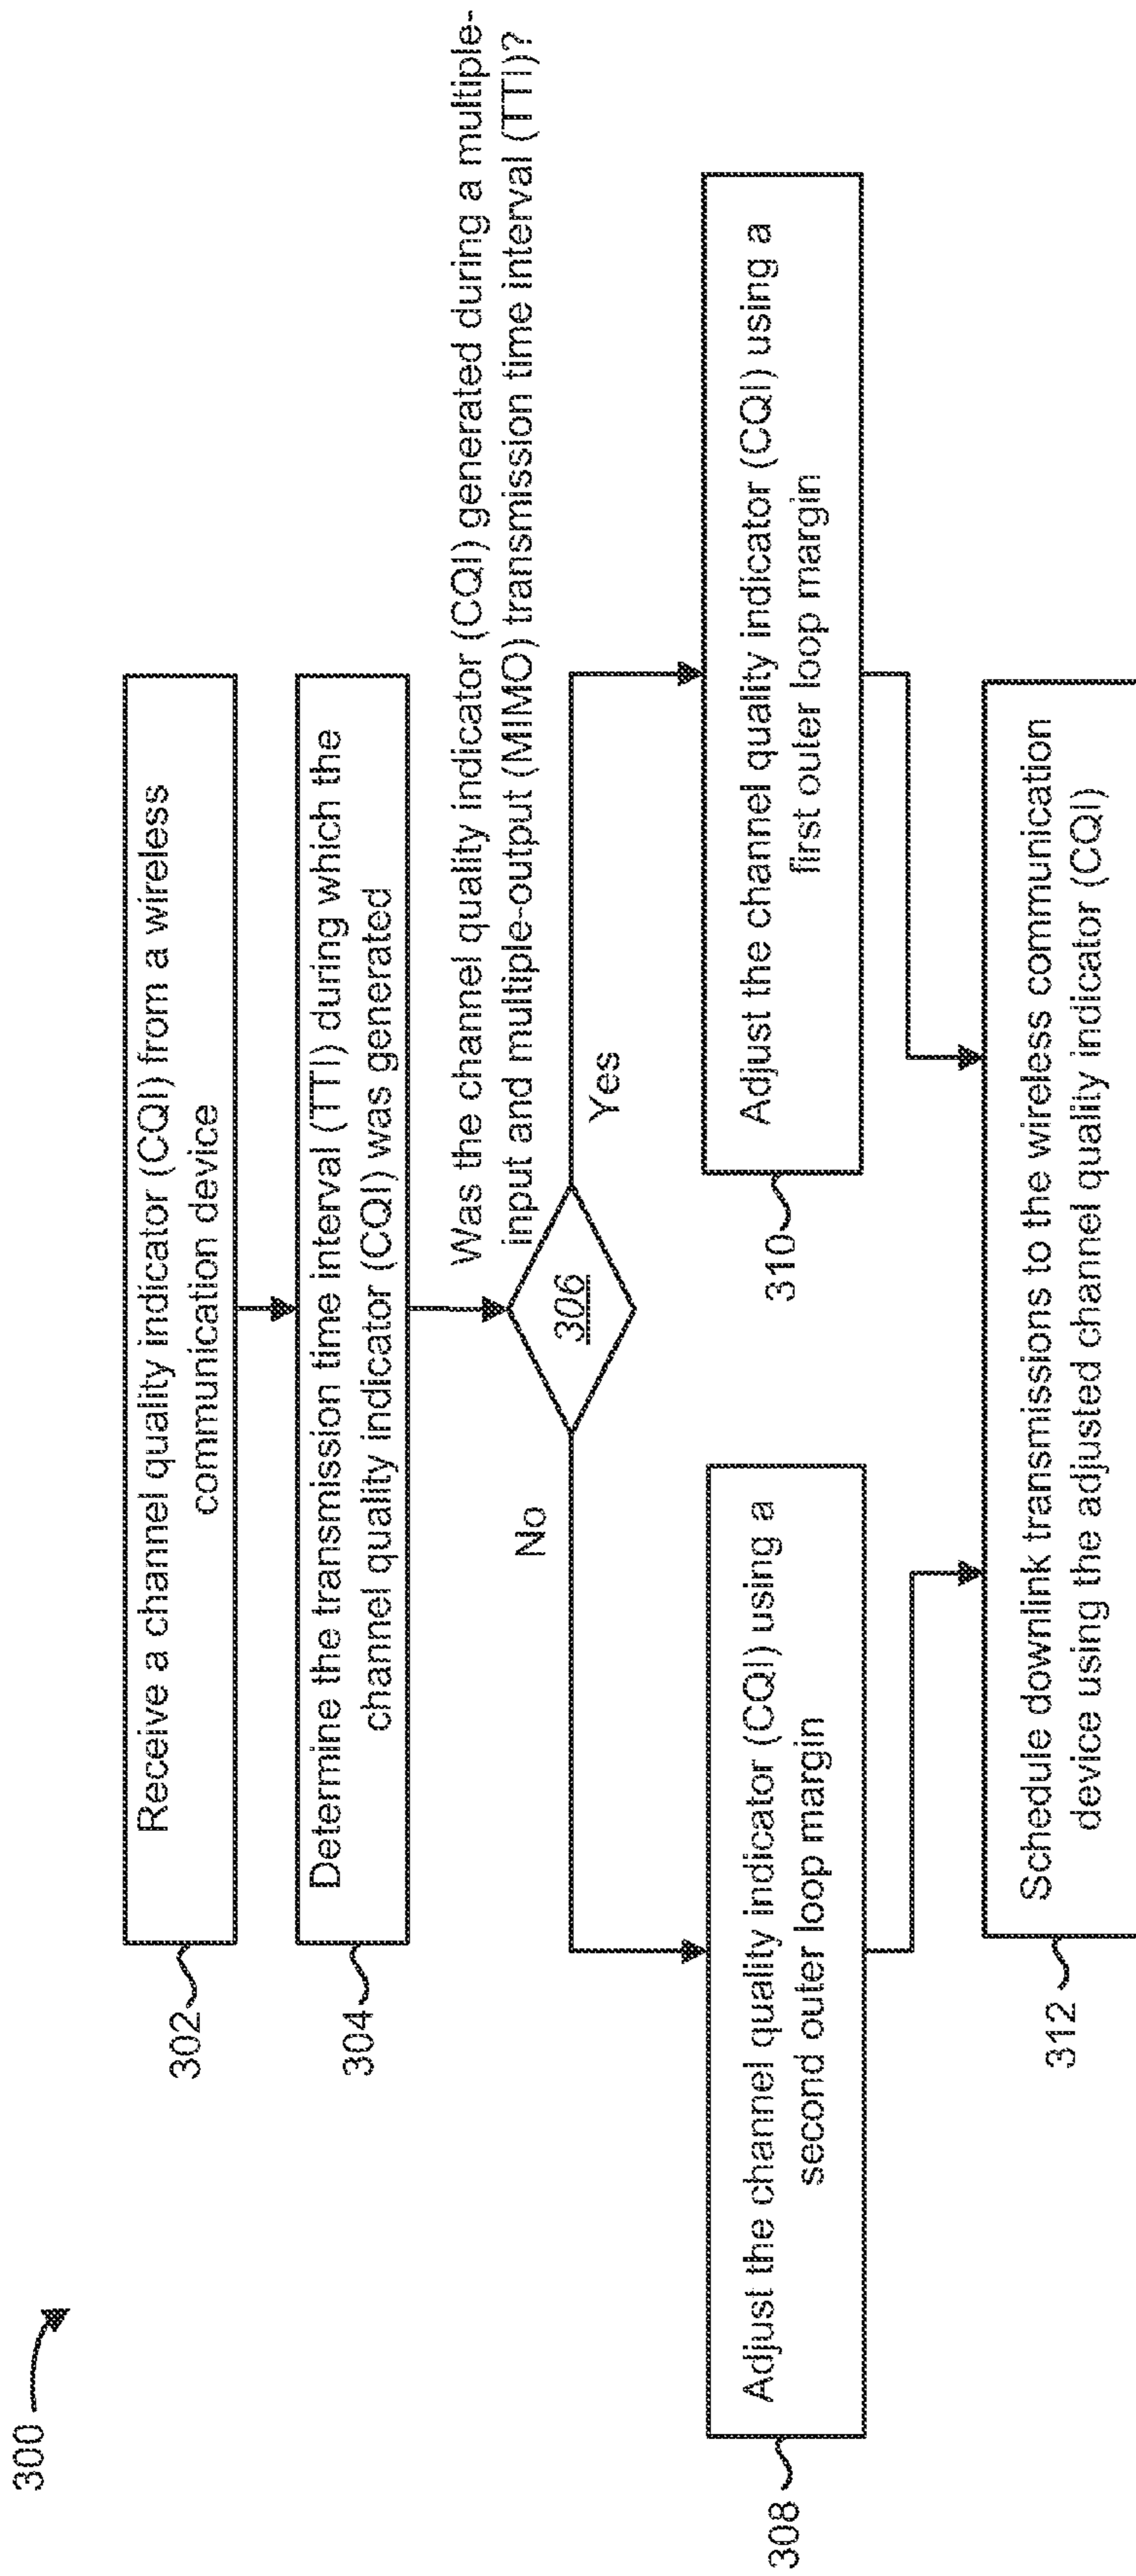 300
302
Receive a channel quality indicator (CQI) from a wireless
communication device
304
Determine the transmission time interval (TTI) during which the
channel quality indicator (CQI) was generated
Was the channel quality indicator (CQI) generated during a multiple-
input and multiple-output (MIMO) transmission time interval (TTI)?
306
No
Yes
308
Adjust the channel quality indicator (CQI) using a
second outer loop margin
310
Adjust the channel quality indicator (CQI) using a
first outer loop margin
312
Schedule downlink transmissions to the wireless communication
device using the adjusted channel quality indicator (CQI)